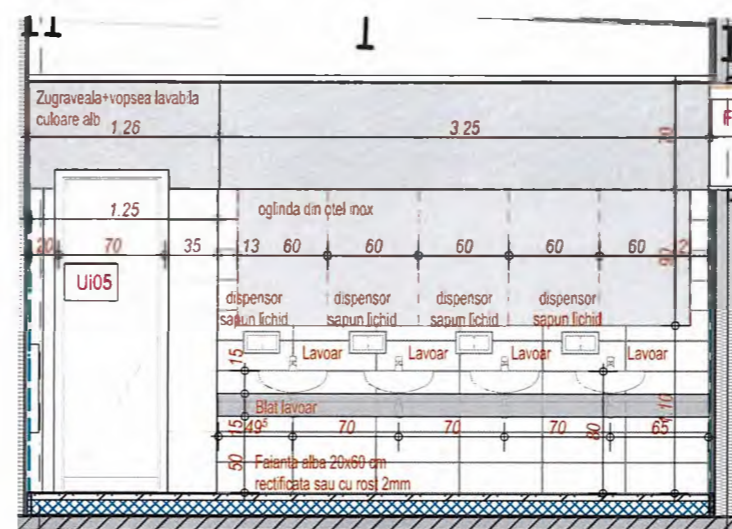 Zugraveala+vopsea lavabila
culoare alb
1.26
3.25
70
1.25
oglinda din otel inox
20
70
35
13
60
60
60
60
60
90
Ui05
dispensor
sapun lichid
dispensor
sapun lichid
dispensor
sapun lichid
dispensor
sapun lichid
15
Lavoar
Lavoar
Lavoar
Lavoar
Blat lavoar
10
15
49⁵
70
70
70
80
65
50
Faianta alba 20x60 cm
rectificata sau cu rost 2mm